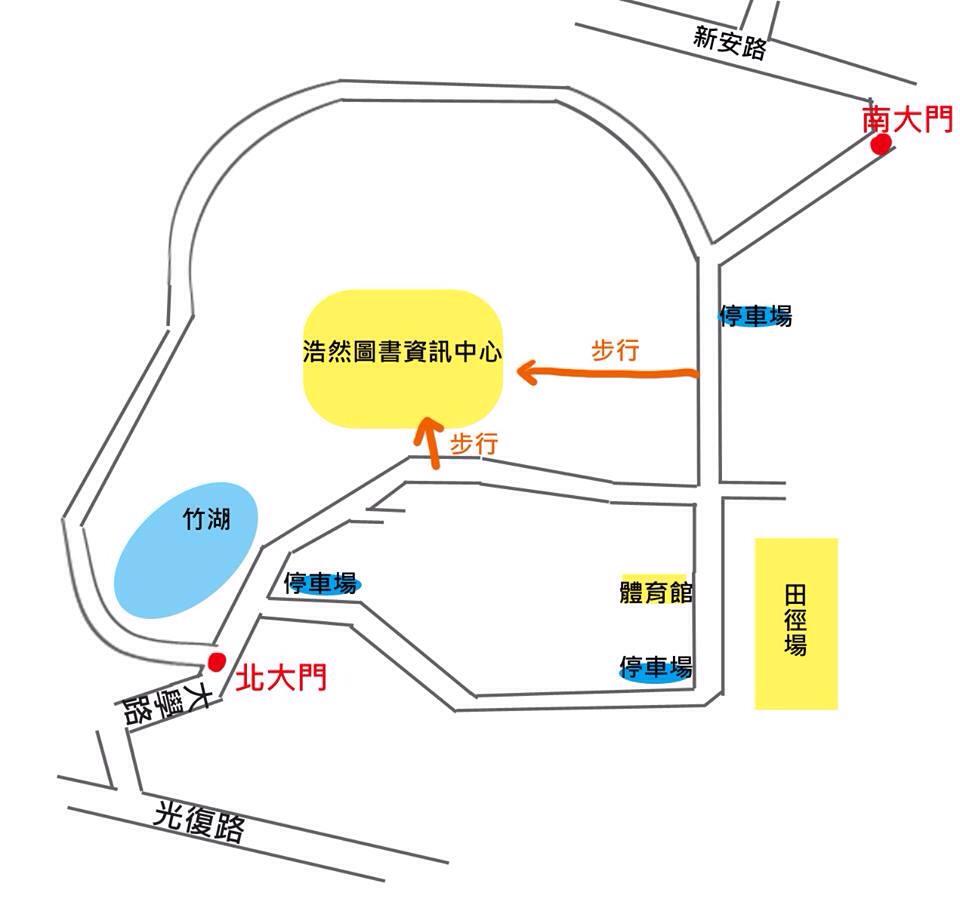 新安路
南大門
停車場
浩然圖書資訊中心
步行
步行
竹湖
停車場
體育館
田徑場
停車場
北大門
大學路
光復路